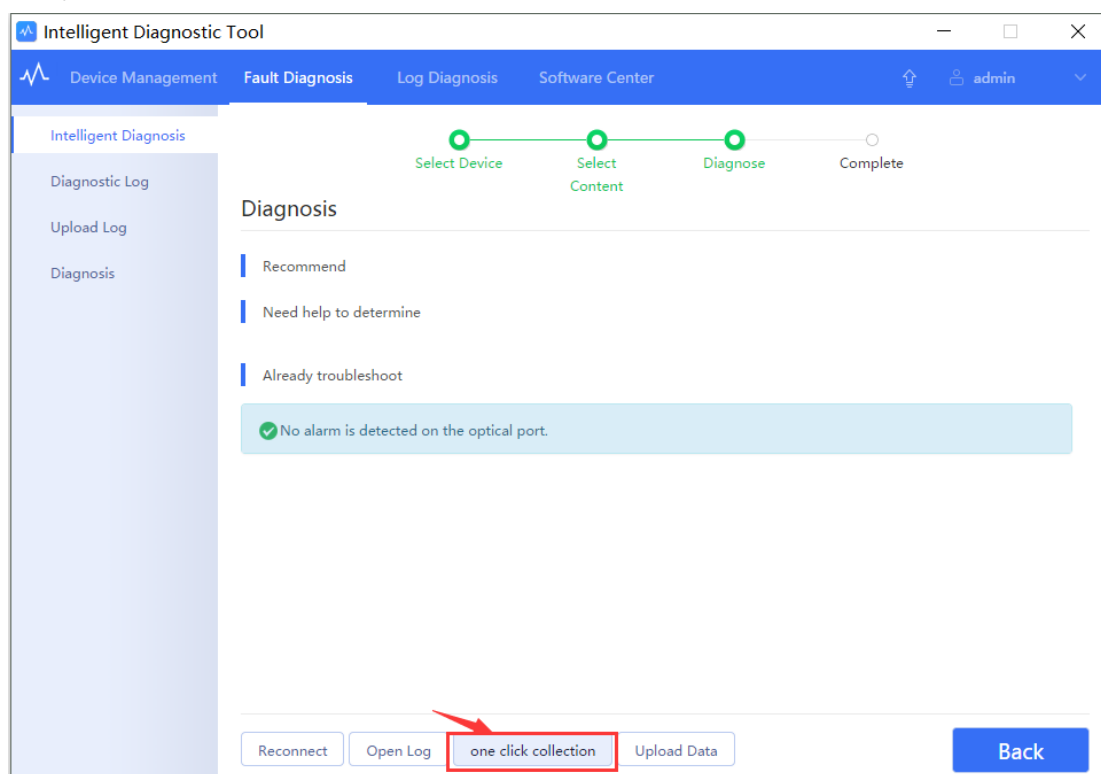 Intelligent Diagnostic Tool
Device Management Fault Diagnosis Log Diagnosis Software Center admin
Intelligent Diagnosis
Diagnostic Log
Upload Log
Diagnosis
Select Device Select Diagnose Complete
Content
Diagnosis
Recommend
Need help to determine
Already troubleshoot
No alarm is detected on the optical port.
Reconnect Open Log one click collection Upload Data Back